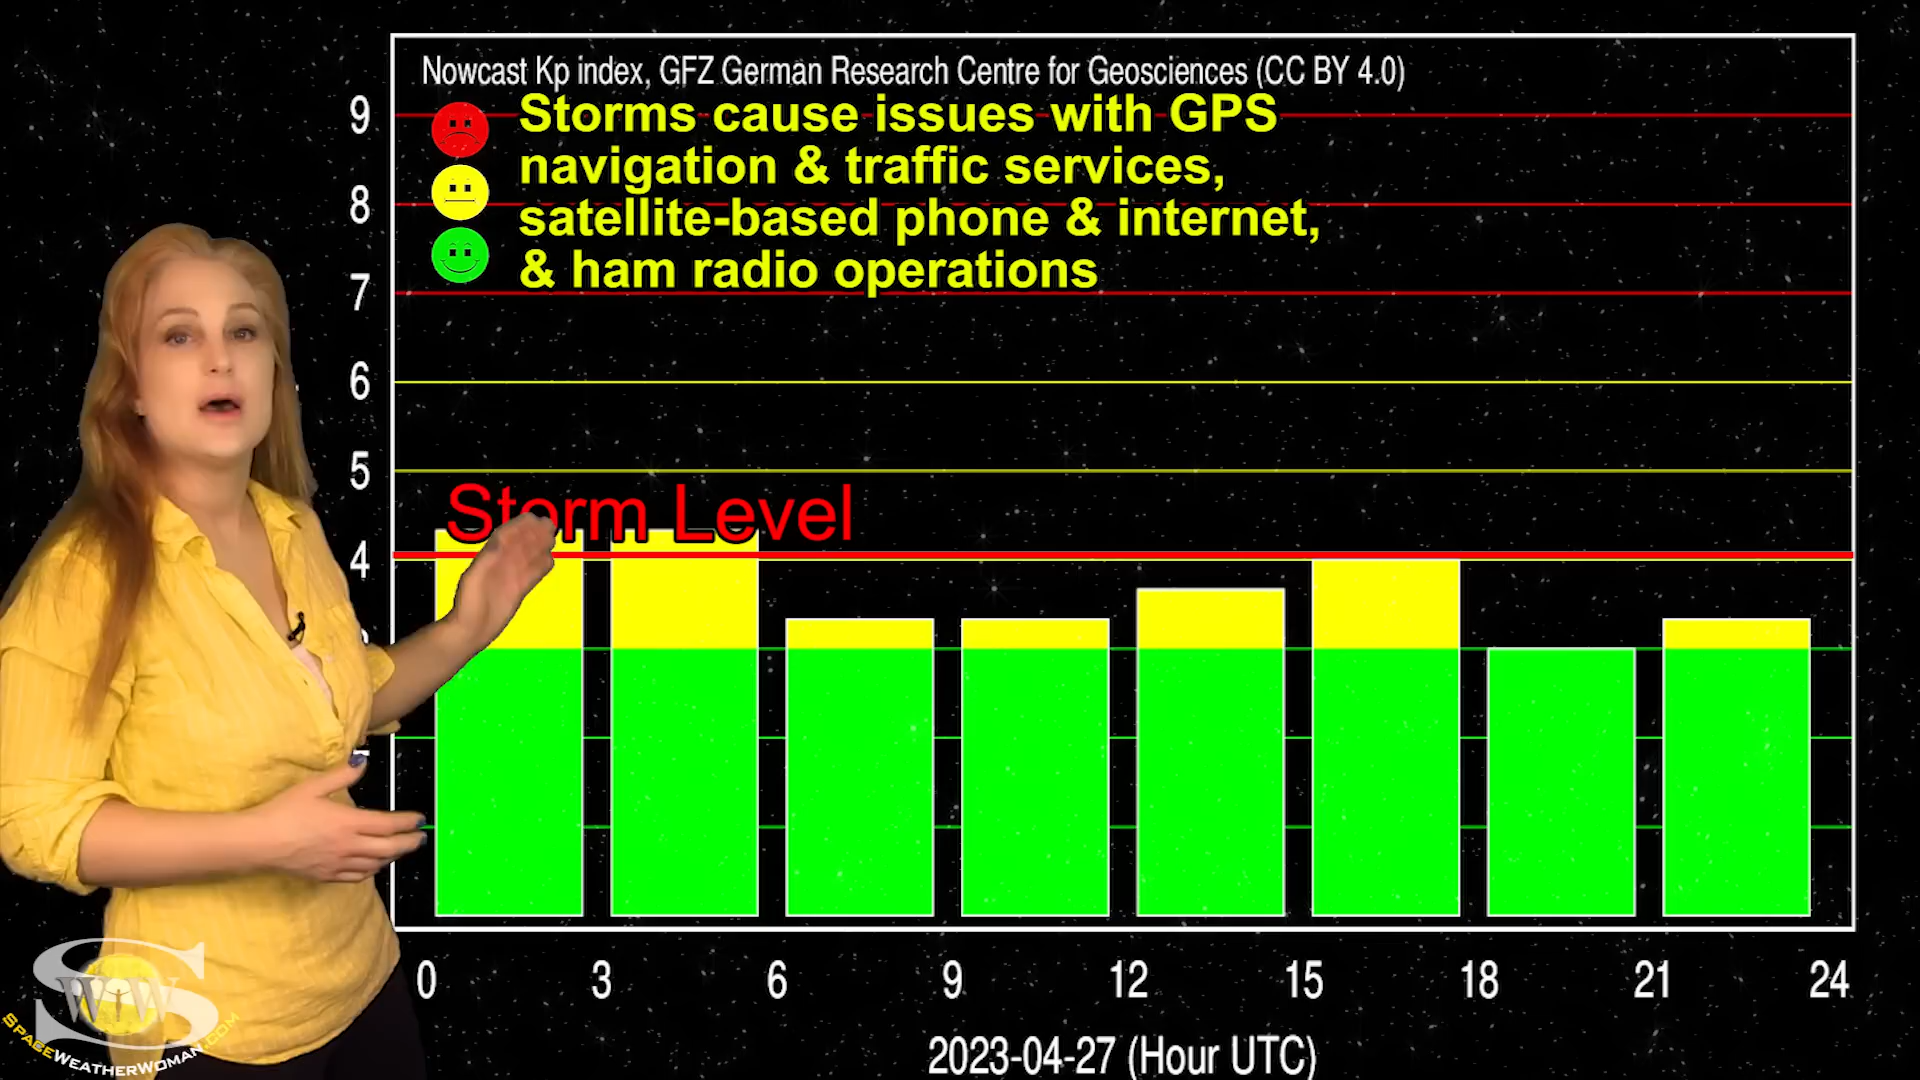 Nowcast Kp index, GFZ German Research Centre for Geosciences (CC BY 4.0)
Storms cause issues with GPS
navigation & traffic services,
satellite-based phone & internet,
& ham radio operations
9
8
7
6
5
Storm Level
4
0 3 6 9 12 15 18 21 24
2023-04-27 (Hour UTC)
SWW
SPACEWEATHERWOMAN.COM